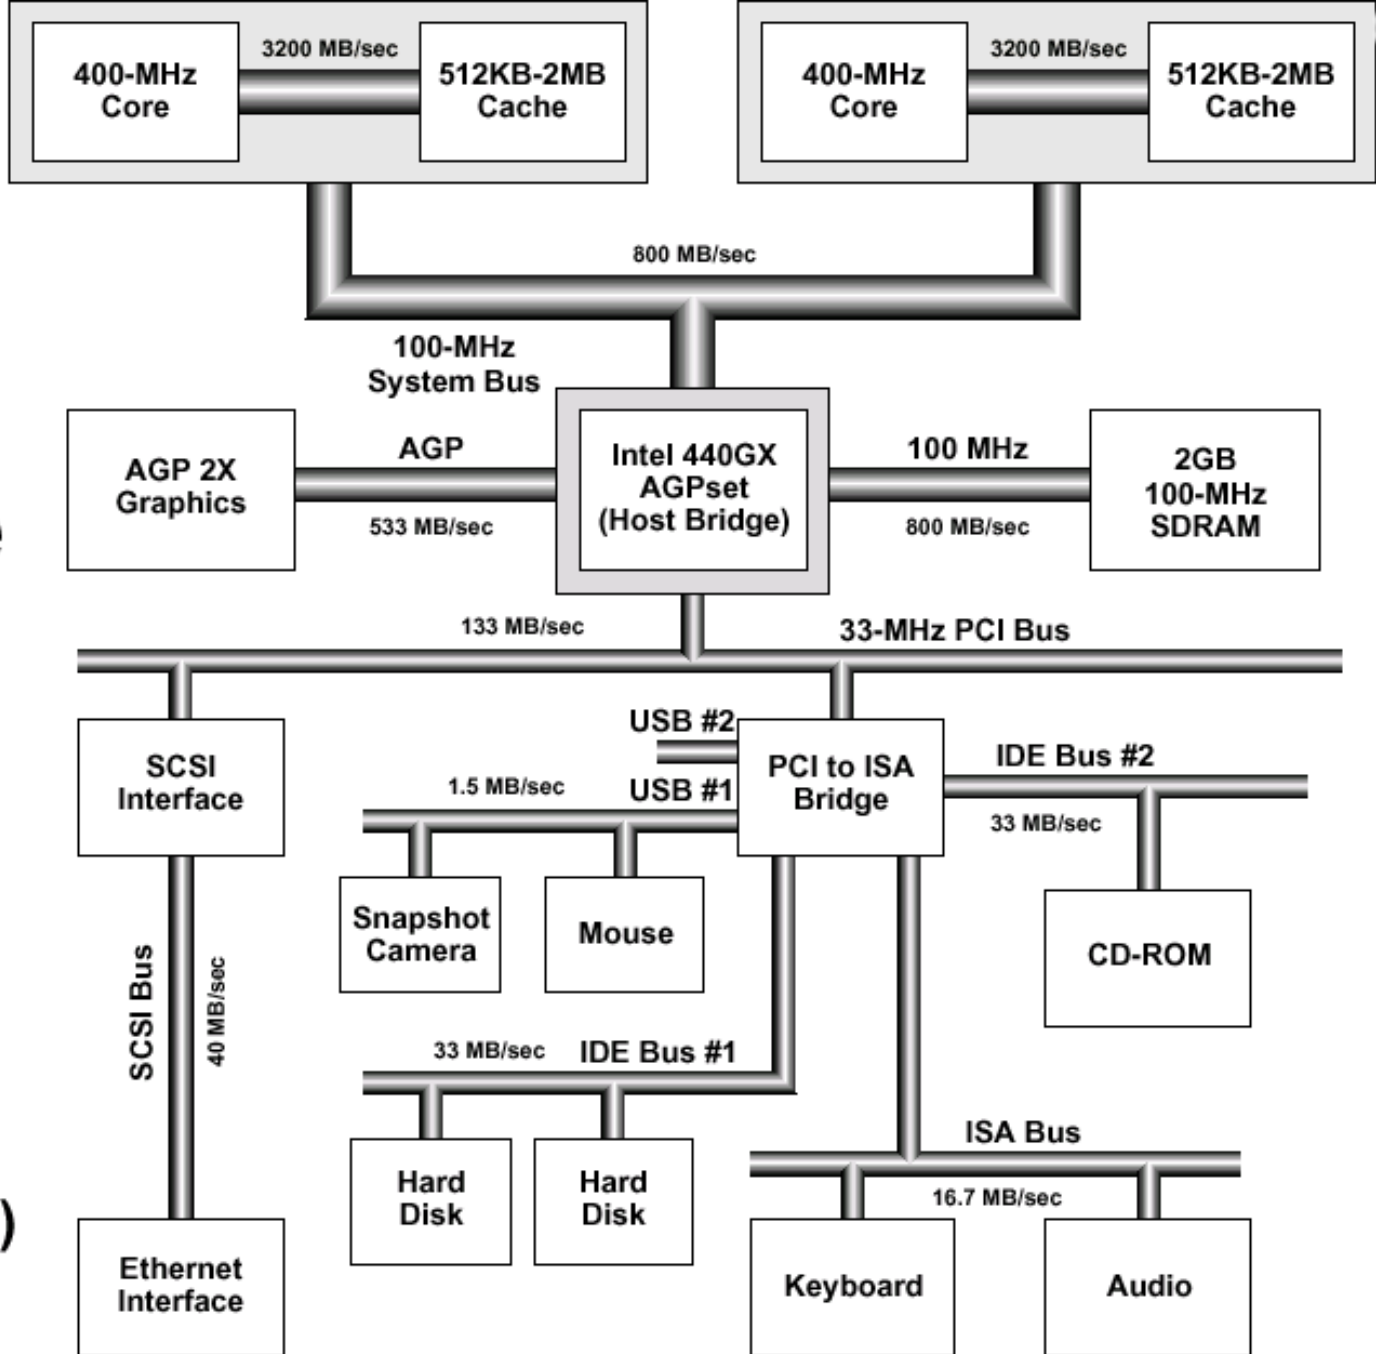 3200 MB/sec
400-MHz
Core
512KB-2MB
Cache
3200 MB/sec
400-MHz
Core
512KB-2MB
Cache
800 MB/sec
100-MHz
System Bus
AGP 2X
Graphics
AGP
533 MB/sec
Intel 440GX
AGPset
(Host Bridge)
100 MHz
800 MB/sec
2GB
100-MHz
SDRAM
133 MB/sec
33-MHz PCI Bus
SCSI
Interface
USB #2
1.5 MB/sec
USB #1
PCI to ISA
Bridge
IDE Bus #2
33 MB/sec
Snapshot
Camera
Mouse
CD-ROM
SCSI Bus
40 MB/sec
33 MB/sec
IDE Bus #1
Hard
Disk
Hard
Disk
ISA Bus
16.7 MB/sec
)
Ethernet
Interface
Keyboard
Audio